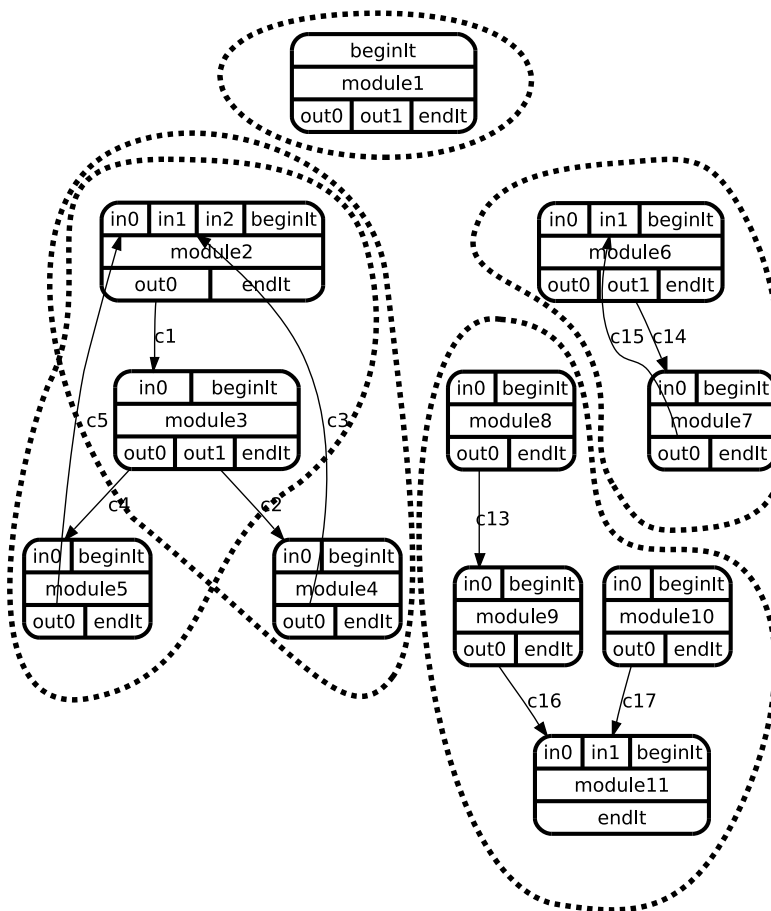 beginIt
module1
out0 out1 endIt
in0 in1 in2 beginIt
module2
out0 endIt
c1
in0 beginIt
module3
out0 out1 endIt
c5
c3
c4
c2
in0 beginIt
module5
out0 endIt
in0 beginIt
module4
out0 endIt
in0 in1 beginIt
module6
out0 out1 endIt
c15
c14
in0 beginIt
module7
out0 endIt
in0 beginIt
module8
out0 endIt
c13
in0 beginIt
module9
out0 endIt
in0 beginIt
module10
out0 endIt
c16
c17
in0 in1 beginIt
module11
endIt